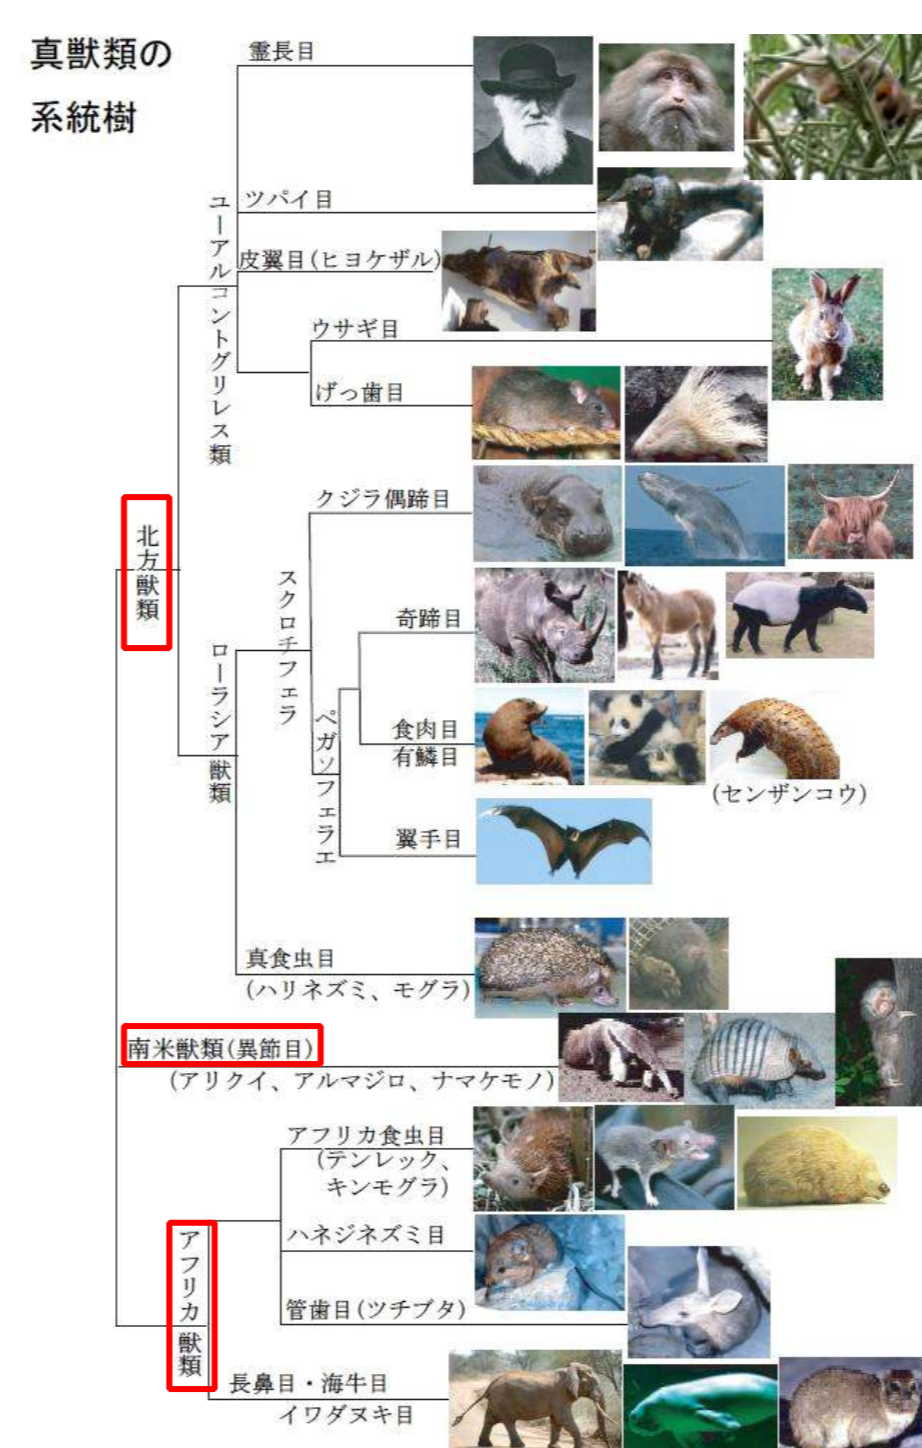 真獣類の
系統樹
霊長目
ツパイ目
皮翼目(ヒヨケザル)
ユーアルコントグリレス類
ウサギ目
げっ歯目
北方獣類
クジラ偶蹄目
スクロチフェラ
奇蹄目
ローラシア獣類
ペガソフェラエ
食肉目
有鱗目
(センザンコウ)
翼手目
真食虫目
(ハリネズミ、モグラ)
南米獣類(異節目)
(アリクイ、アルマジロ、ナマケモノ)
アフリカ食虫目
(テンレック、
キンモグラ)
アフリカ獣類
ハネジネズミ目
管歯目(ツチブタ)
長鼻目・海牛目
イワダヌキ目